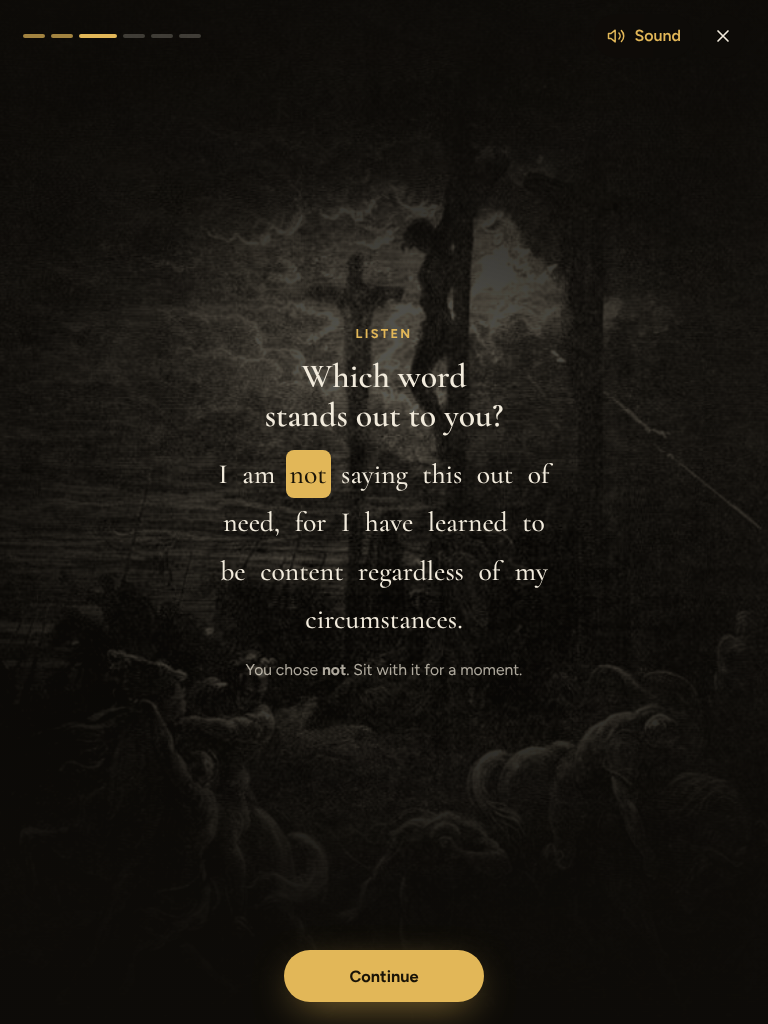 Sound
LISTEN
Which word
stands out to you?
I am not saying this out of
need, for I have learned to
be content regardless of my
circumstances.
You chose not. Sit with it for a moment.
Continue